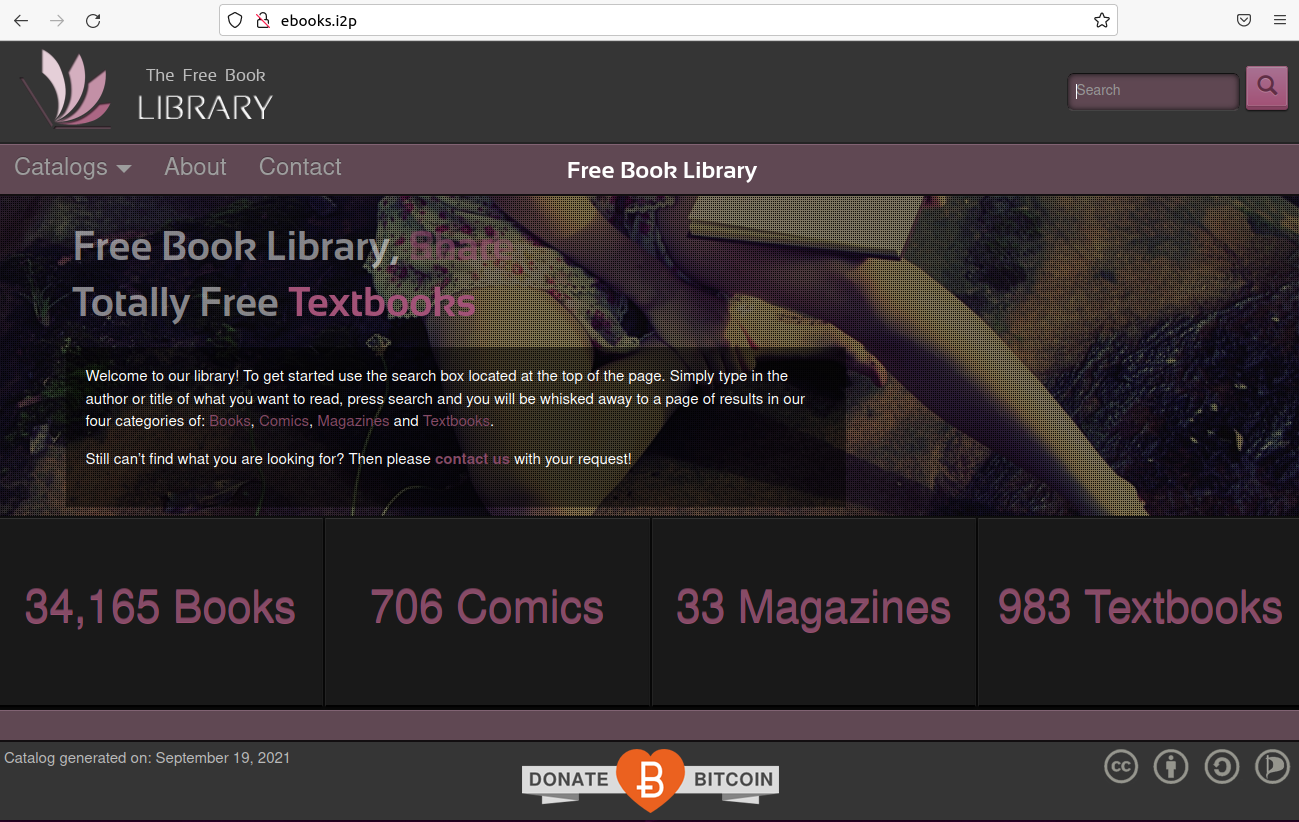 ebooks.i2p
The Free Book
LIBRARY
Search
Catalogs
About
Contact
Free Book Library
Free Book Library,
Totally Free Textbooks
Welcome to our library! To get started use the search box located at the top of the page. Simply type in the
author or title of what you want to read, press search and you will be whisked away to a page of results in our
four categories of: Books, Comics, Magazines and Textbooks.
Still can't find what you are looking for? Then please contact us with your request!
34,165 Books
706 Comics
33 Magazines
983 Textbooks
Catalog generated on: September 19, 2021
DONATE B BITCOIN
cc